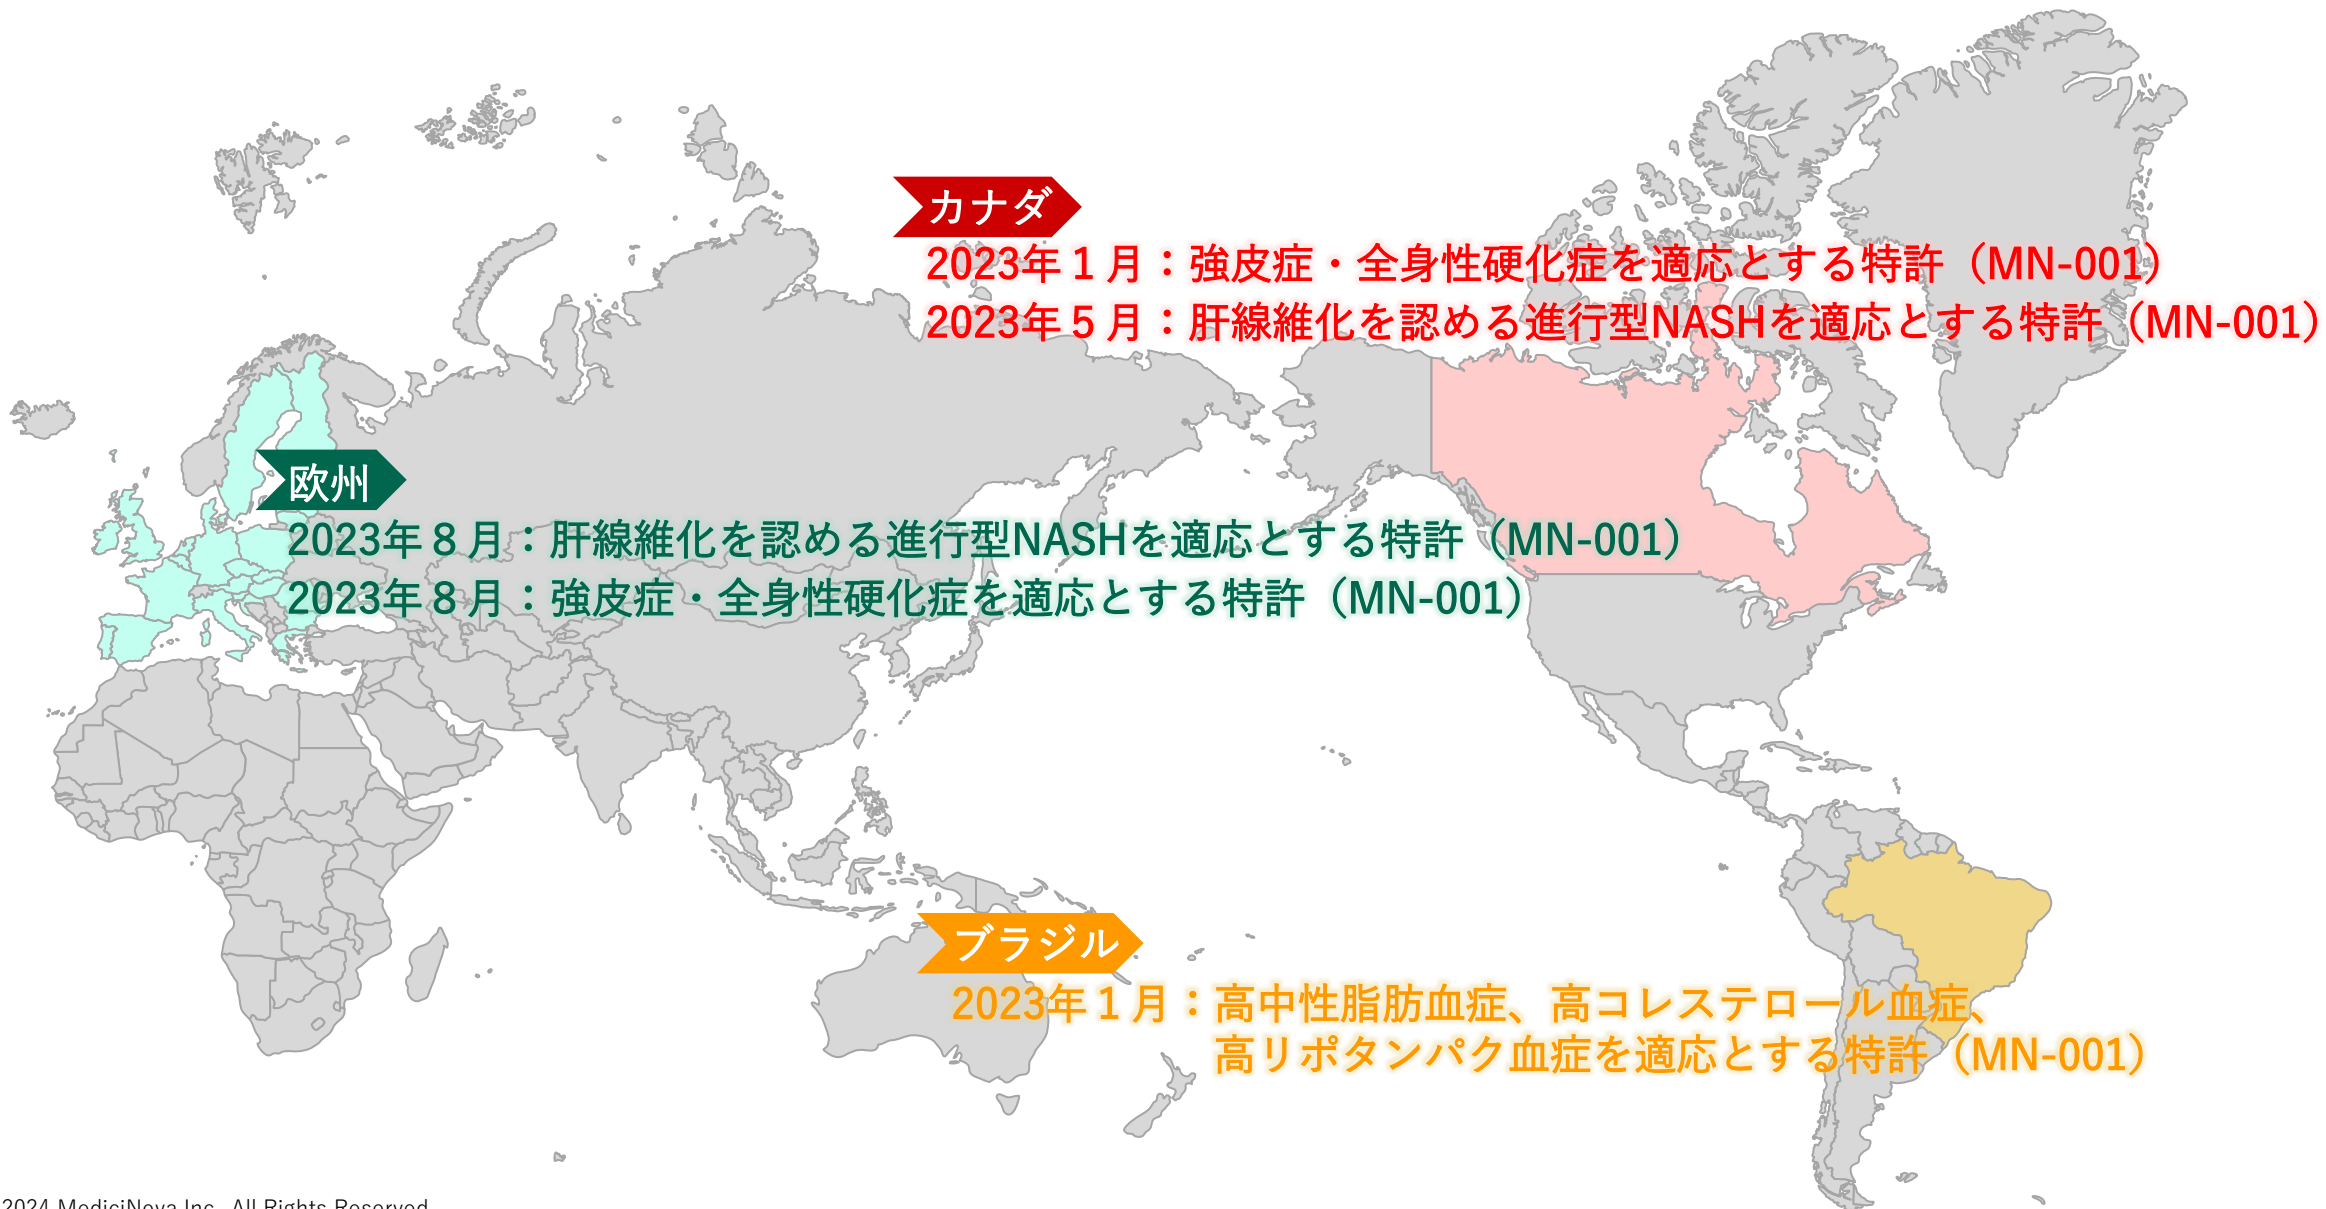 カナダ
2023年1月：強皮症・全身性硬化症を適応とする特許（MN-001）
2023年5月：肝線維化を認める進行型NASHを適応とする特許（MN-001）
欧州
2023年8月：肝線維化を認める進行型NASHを適応とする特許（MN-001）
2023年8月：強皮症・全身性硬化症を適応とする特許（MN-001）
ブラジル
2023年1月：高中性脂肪血症、高コレステロール血症、
高リポタンパク血症を適応とする特許（MN-001）
2024 MediciNova Inc. All Rights Reserved